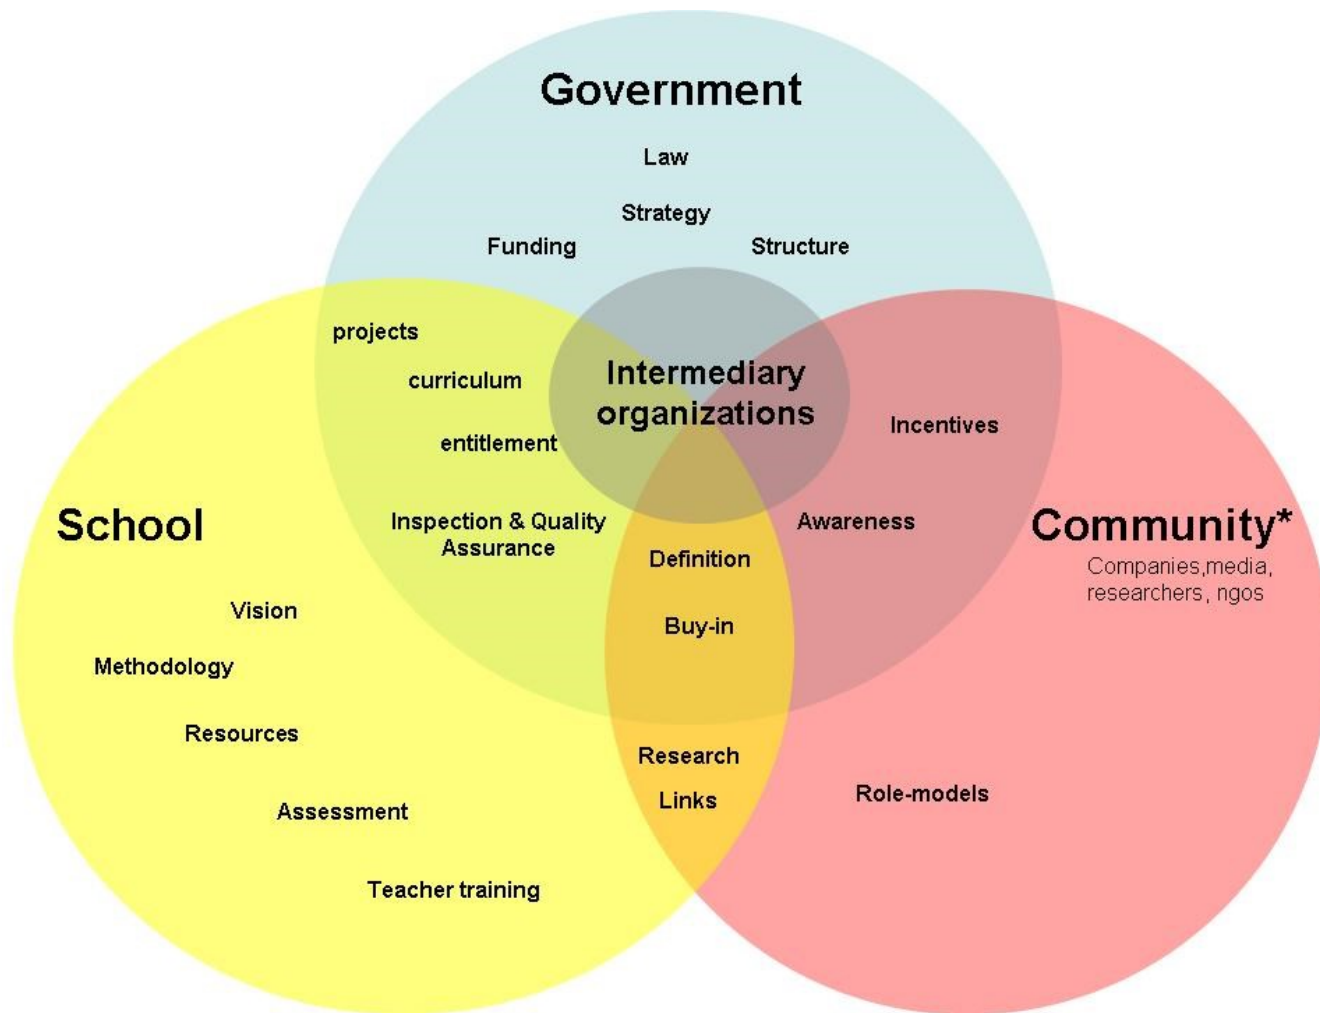 Government
Law
Strategy
Funding
Structure
projects
curriculum
entitlement
Inspection & Quality
Assurance
Intermediary
organizations
Incentives
Awareness
School
Vision
Methodology
Resources
Assessment
Teacher training
Definition
Buy-in
Research
Links
Community*
Companies,media,
researchers, ngos
Role-models